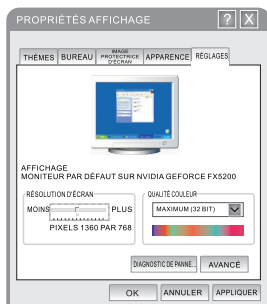 PROPRIÉTÉS AFFICHAGE
? X
THÈMES
BUREAU
IMAGE
PROTECTRICE
D'ÉCRAN
APPARENCE
RÉGLAGES
AFFICHAGE
MONITEUR PAR DÉFAUT SUR NVIDIA GEFORCE FX5200
RÉSOLUTION D'ÉCRAN
MOINS
PLUS
PIXELS 1360 PAR 768
QUALITÉ COULEUR
MAXIMUM (32 BIT)
DIAGNOSTIC DE PANNE...
AVANCÉ
OK
ANNULER
APPLIQUER